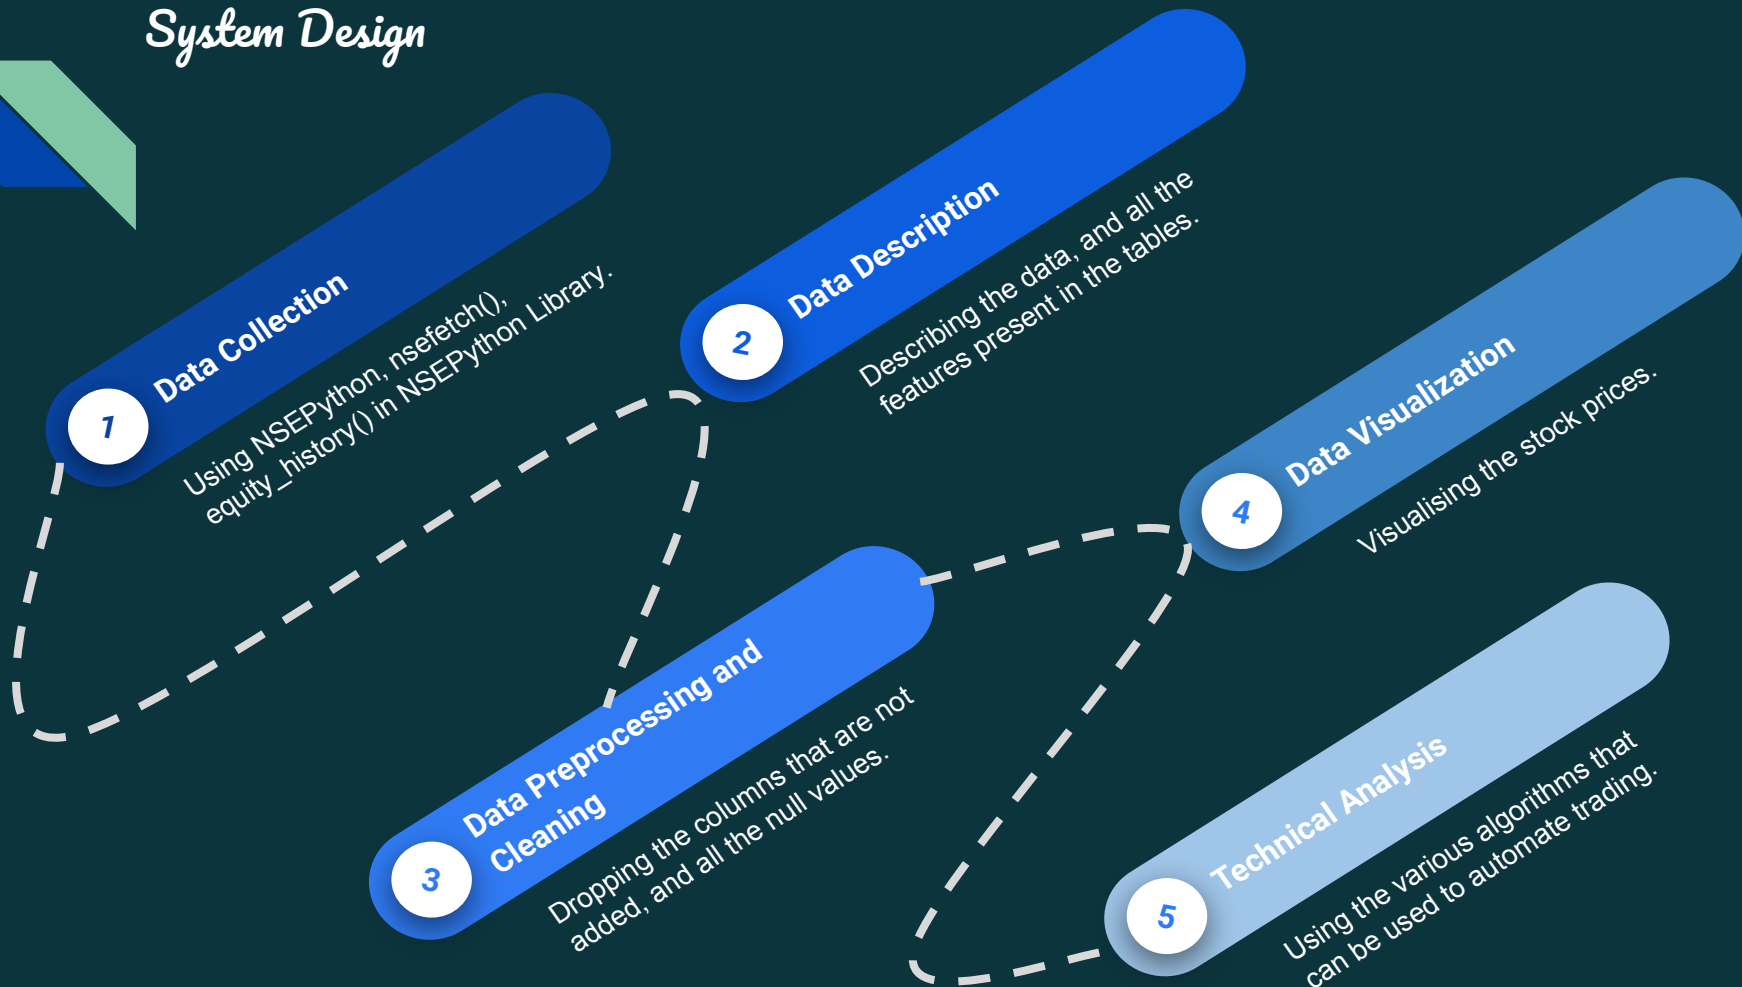 System Design
1
Data Collection
Using NSEPython, nsefetch(),
equity_history() in NSEPython Library.
2
Data Description
Describing the data, and all the
features present in the tables.
3
Data Preprocessing and
Cleaning
Dropping the columns that are not
added, and all the null values.
4
Data Visualization
Visualising the stock prices.
5
Technical Analysis
Using the various algorithms that
can be used to automate trading.